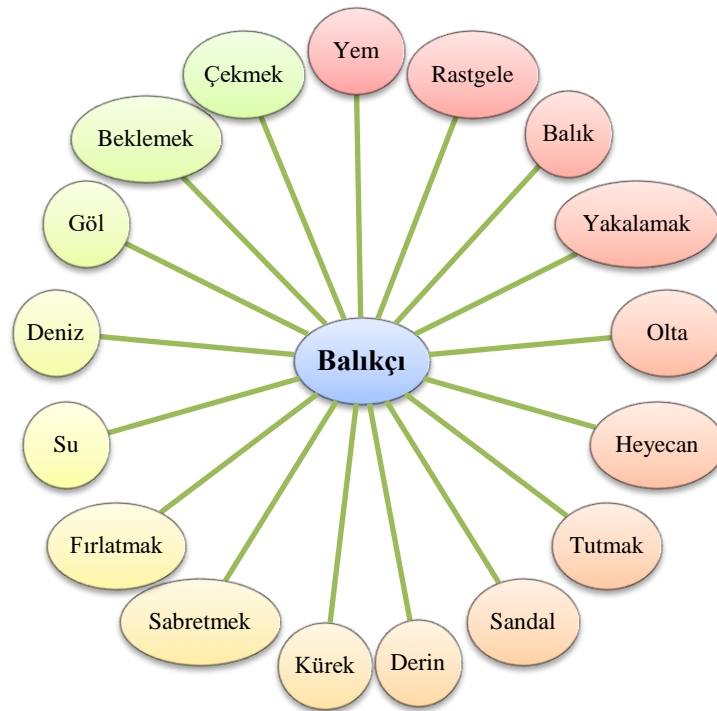 Yem
Rastgele
Balık
Yakalamak
Olta
Heyecan
Tutmak
Sandal
Derin
Kürek
Sabretmek
Fırlatmak
Su
Deniz
Göl
Beklemek
Çekmek
Balıkçı